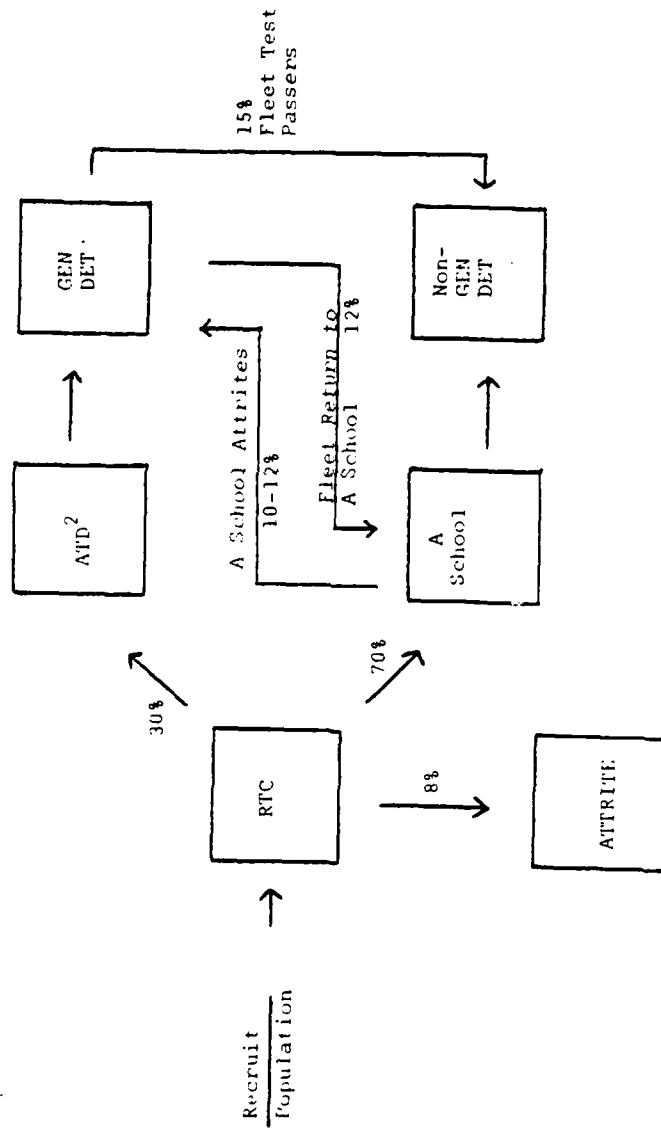 Recruit
Population
RTC
30%
70%
8%
ATTRITE
ATD²
A
School
A School Attrites
10-12%
Fleet Return to
A School 12%
GEN
DET
Non-
GEN
DET
15%
Fleet Test
Passers